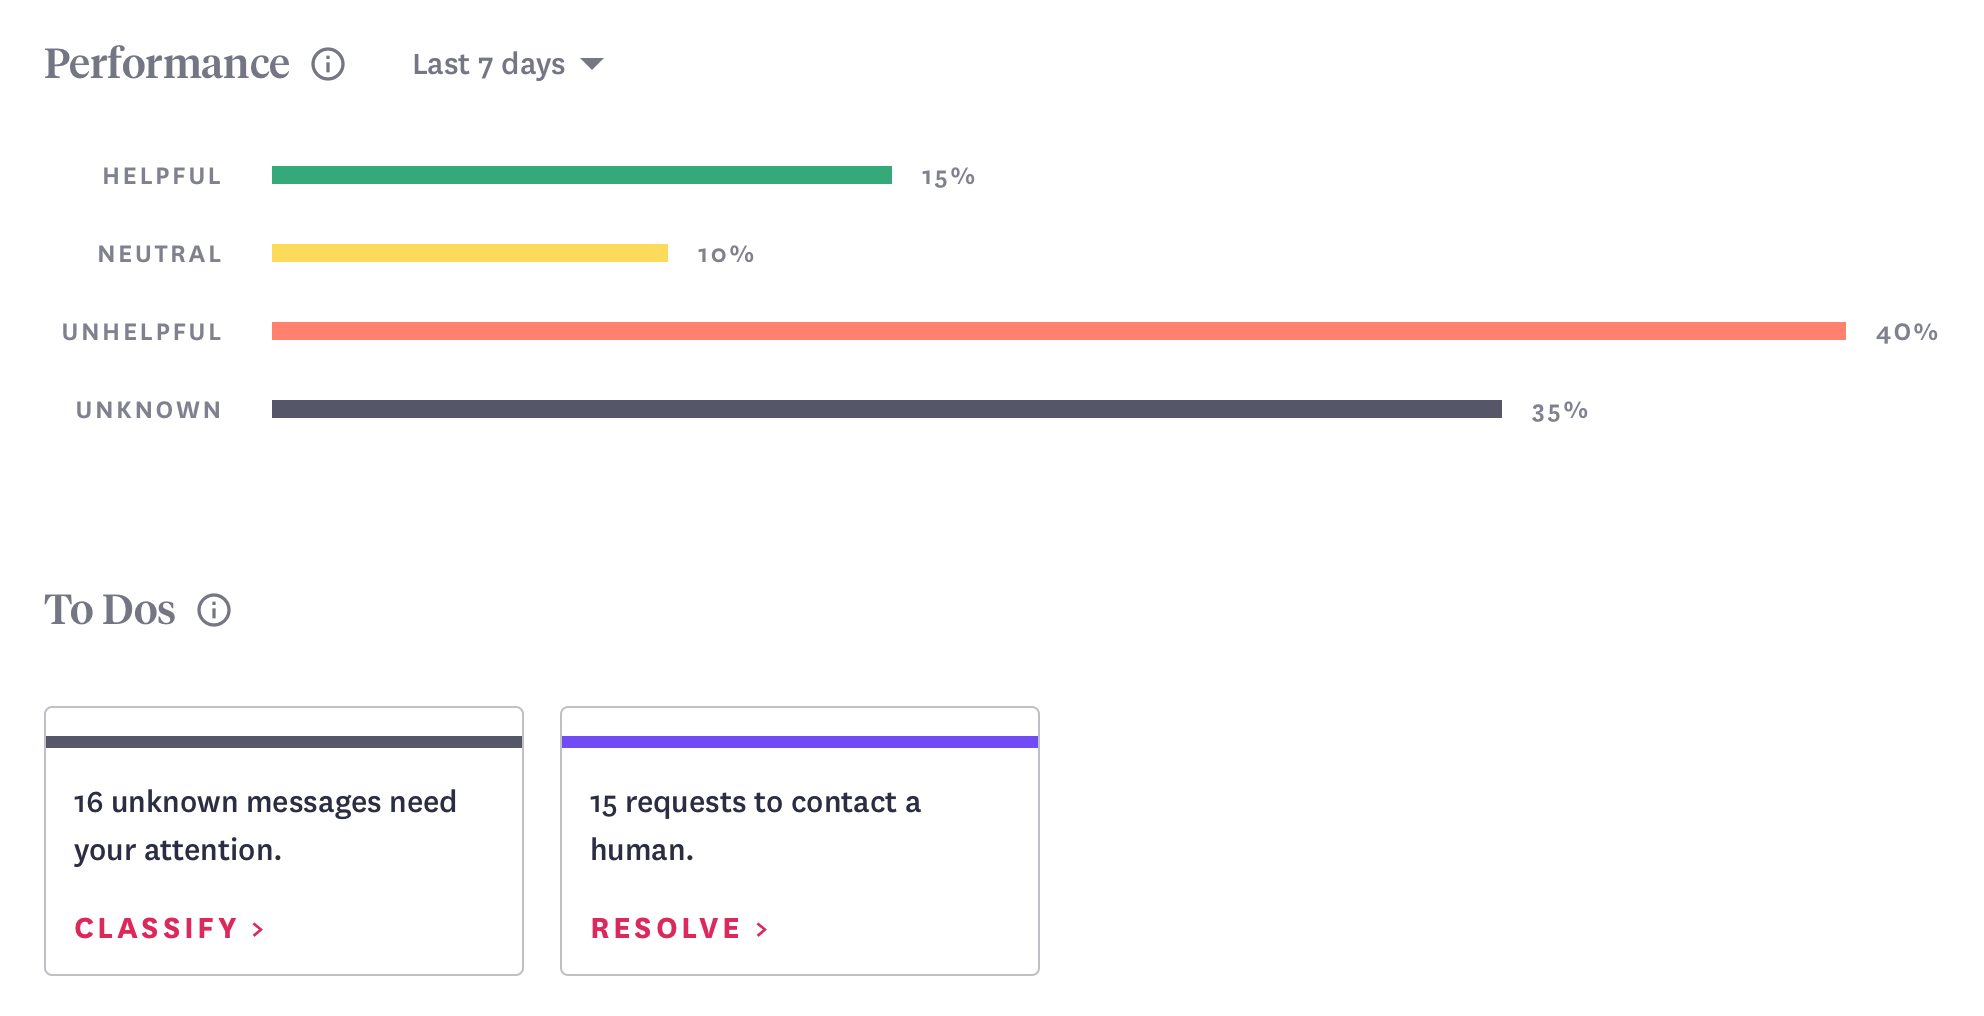 Performance Last 7 days
HELPFUL 15%
NEUTRAL 10%
UNHELPFUL 40%
UNKNOWN 35%
To Dos
16 unknown messages need
your attention.
CLASSIFY >
15 requests to contact a
human.
RESOLVE >